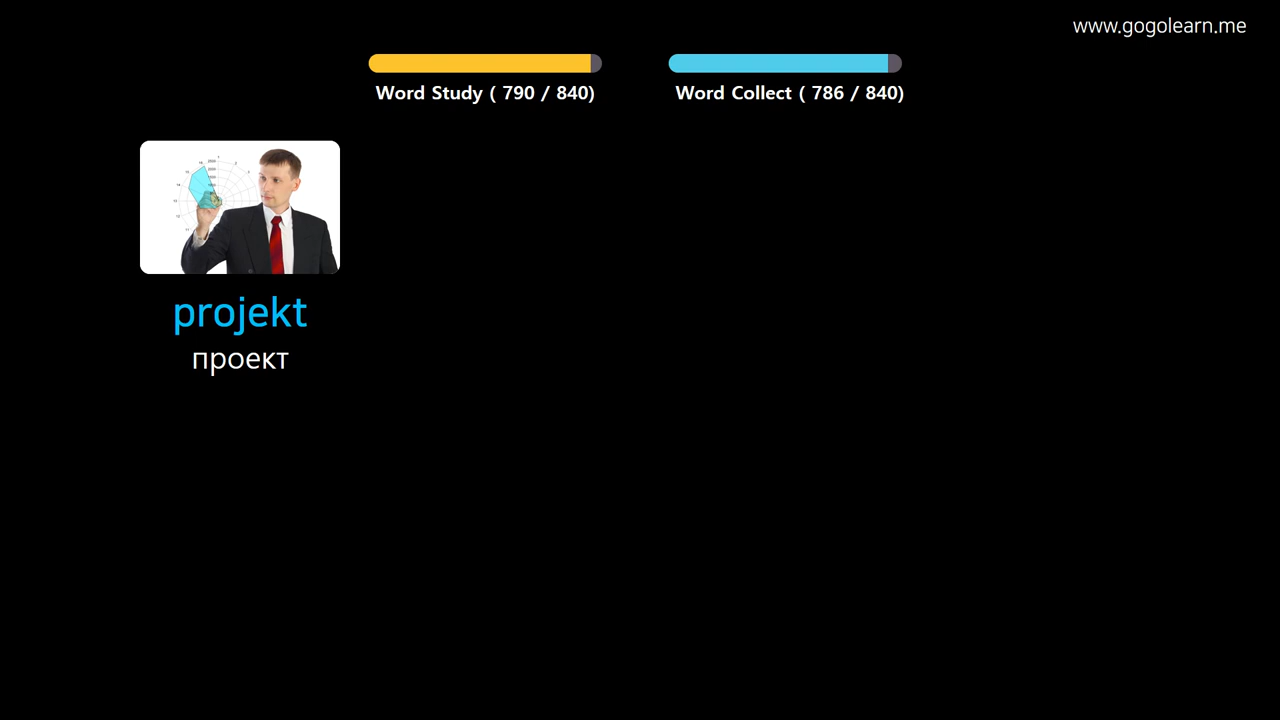 www.gogolearn.me
Word Study ( 790 / 840)
Word Collect ( 786 / 840)
projekt
проект